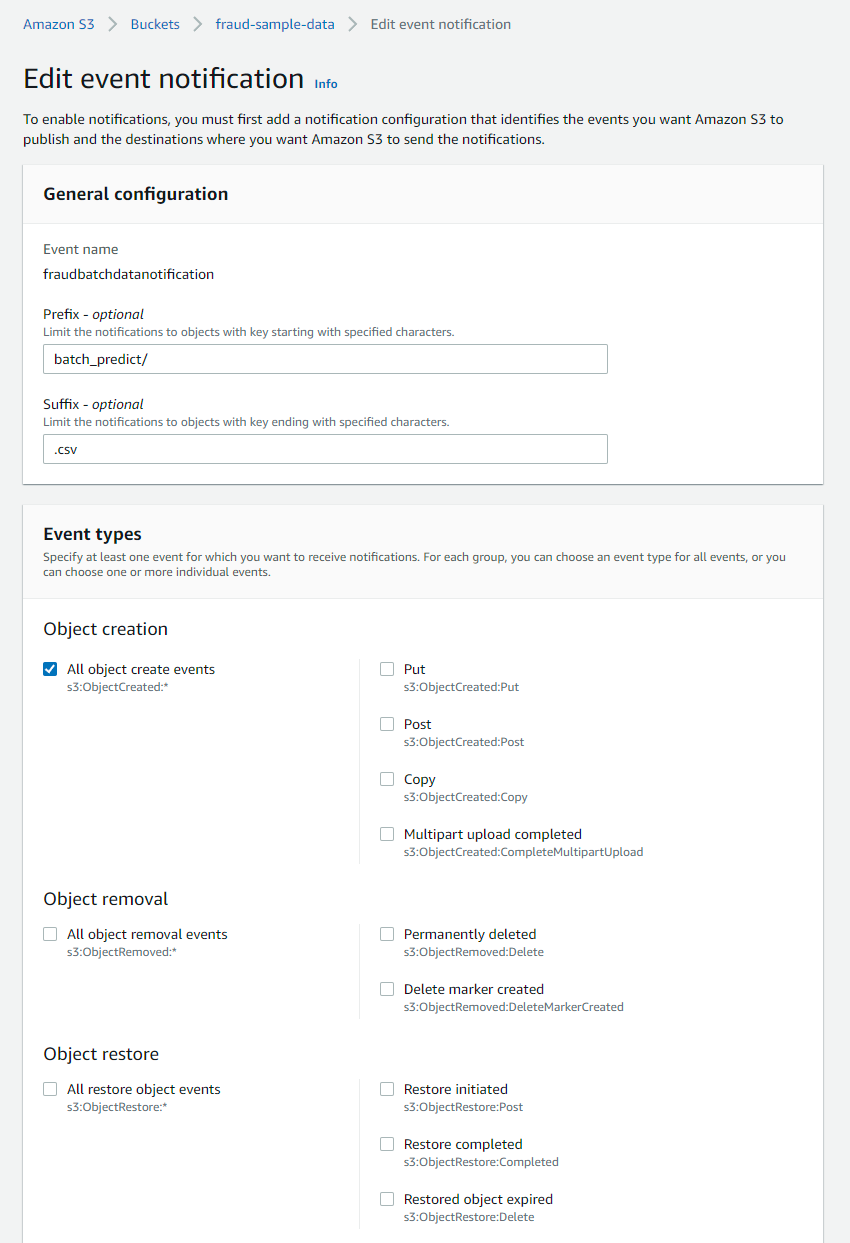 Amazon S3 > Buckets > fraud-sample-data > Edit event notification
Edit event notification Info
To enable notifications, you must first add a notification configuration that identifies the events you want Amazon S3 to
publish and the destinations where you want Amazon S3 to send the notifications.
General configuration
Event name
fraudbatchdatanotification
Prefix - optional
Limit the notifications to objects with key starting with specified characters.
batch_predict/
Suffix - optional
Limit the notifications to objects with key ending with specified characters.
.csv
Event types
Specify at least one event for which you want to receive notifications. For each group, you can choose an event type for all events, or you
can choose one or more individual events.
Object creation
All object create events
s3:ObjectCreated:*
Put
s3:ObjectCreated:Put
Post
s3:ObjectCreated:Post
Copy
s3:ObjectCreated:Copy
Multipart upload completed
s3:ObjectCreated:CompleteMultipartUpload
Object removal
All object removal events
s3:ObjectRemoved:*
Permanently deleted
s3:ObjectRemoved:Delete
Delete marker created
s3:ObjectRemoved:DeleteMarkerCreated
Object restore
All restore object events
s3:ObjectRestore:*
Restore initiated
s3:ObjectRestore:Post
Restore completed
s3:ObjectRestore:Completed
Restored object expired
s3:ObjectRestore:Delete